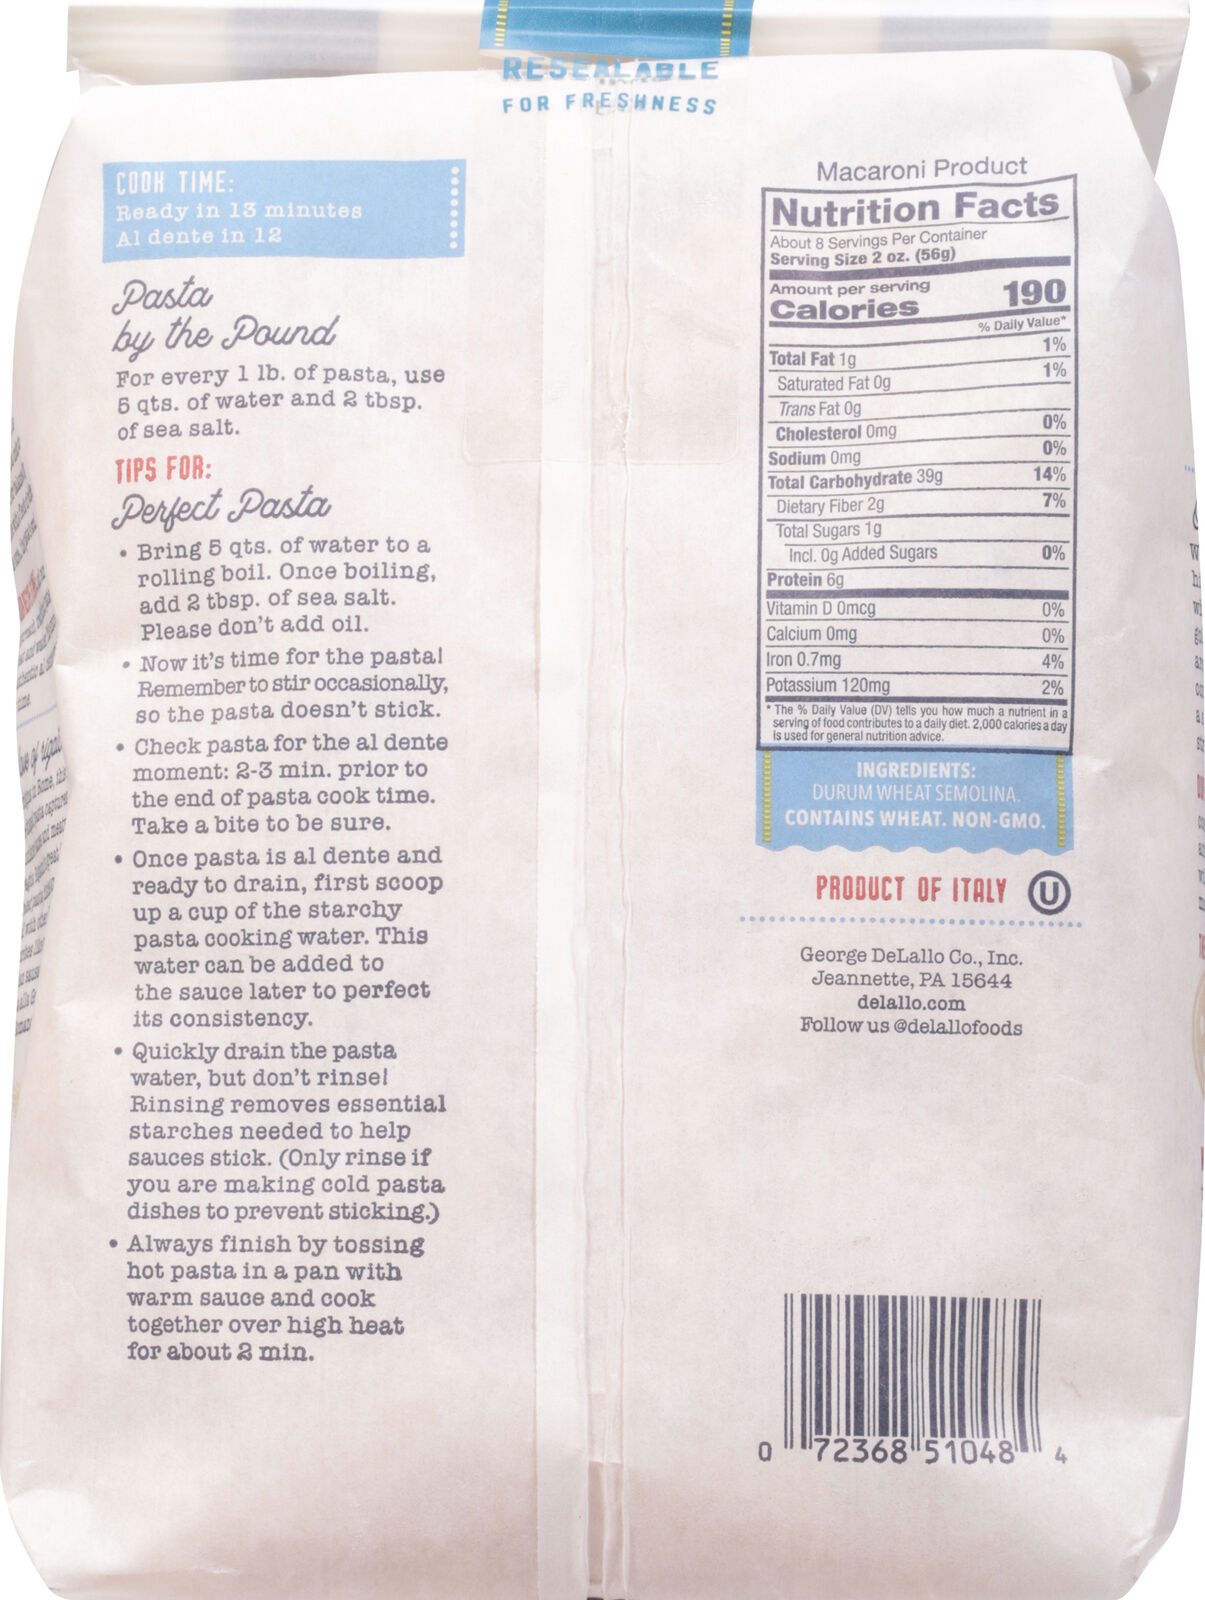 RESEALABLE
FOR FRESHNESS
COOK TIME:
Ready in 13 minutes
Al dente in 12
Pasta
by the Pound
For every 1 lb. of pasta, use
5 qts. of water and 2 tbsp.
of sea salt.
TIPS FOR:
Perfect Pasta
• Bring 5 qts. of water to a
rolling boil. Once boiling,
add 2 tbsp. of sea salt.
Please don't add oil.
• Now it's time for the pasta!
Remember to stir occasionally,
so the pasta doesn't stick.
• Check pasta for the al dente
moment: 2-3 min. prior to
the end of pasta cook time.
Take a bite to be sure.
• Once pasta is al dente and
ready to drain, first scoop
up a cup of the starchy
pasta cooking water. This
water can be added to
the sauce later to perfect
its consistency.
• Quickly drain the pasta
water, but don't rinse!
Rinsing removes essential
starches needed to help
sauces stick. (Only rinse if
you are making cold pasta
dishes to prevent sticking.)
• Always finish by tossing
hot pasta in a pan with
warm sauce and cook
together over high heat
for about 2 min.
Macaroni Product
Nutrition Facts
About 8 Servings Per Container
Serving Size 2 oz. (56g)
Amount per serving
Calories 190
% Daily Value*
Total Fat 1g 1%
Saturated Fat 0g 1%
Trans Fat 0g
Cholesterol 0mg 0%
Sodium 0mg 0%
Total Carbohydrate 39g 14%
Dietary Fiber 2g 7%
Total Sugars 1g
Incl. 0g Added Sugars 0%
Protein 6g
Vitamin D 0mcg 0%
Calcium 0mg 0%
Iron 0.7mg 4%
Potassium 120mg 2%
* The % Daily Value (DV) tells you how much a nutrient in a
serving of food contributes to a daily diet. 2,000 calories a day
is used for general nutrition advice.
INGREDIENTS:
DURUM WHEAT SEMOLINA.
CONTAINS WHEAT. NON-GMO.
PRODUCT OF ITALY U
George DeLallo Co., Inc.
Jeannette, PA 15644
delallo.com
Follow us @delallofoods
0 72368 51048 4